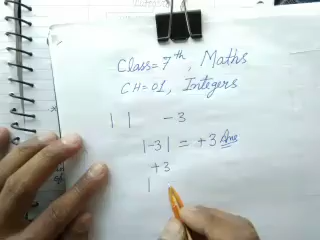 Class=7th, Maths
CH=01, Integers
| | -3
|-3| = +3 Ans
+3
|